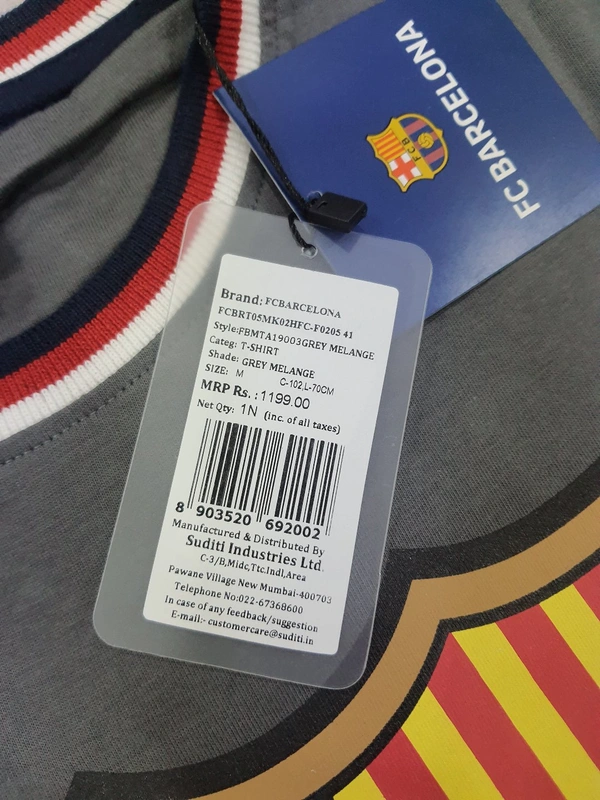 FC BARCELONA
FCB
Brand: FCBARCELONA
FCBRT05MK02HFC-F0205 41
Style:FBMTA19003GREY MELANGE
Categ: T-SHIRT
Shade: GREY MELANGE
SIZE: M C-102,L-70CM
MRP Rs. : 1199.00
Net Qty: 1N (inc. of all taxes)
8 903520 692002
Manufactured & Distributed By
Suditi Industries Ltd.
C-3/B,Midc,Ttc.Indl,Area
Pawane Village New Mumbai-400703
Telephone No:022-67368600
In case of any feedback/suggestion
E-mail:- customercare@suditi.in